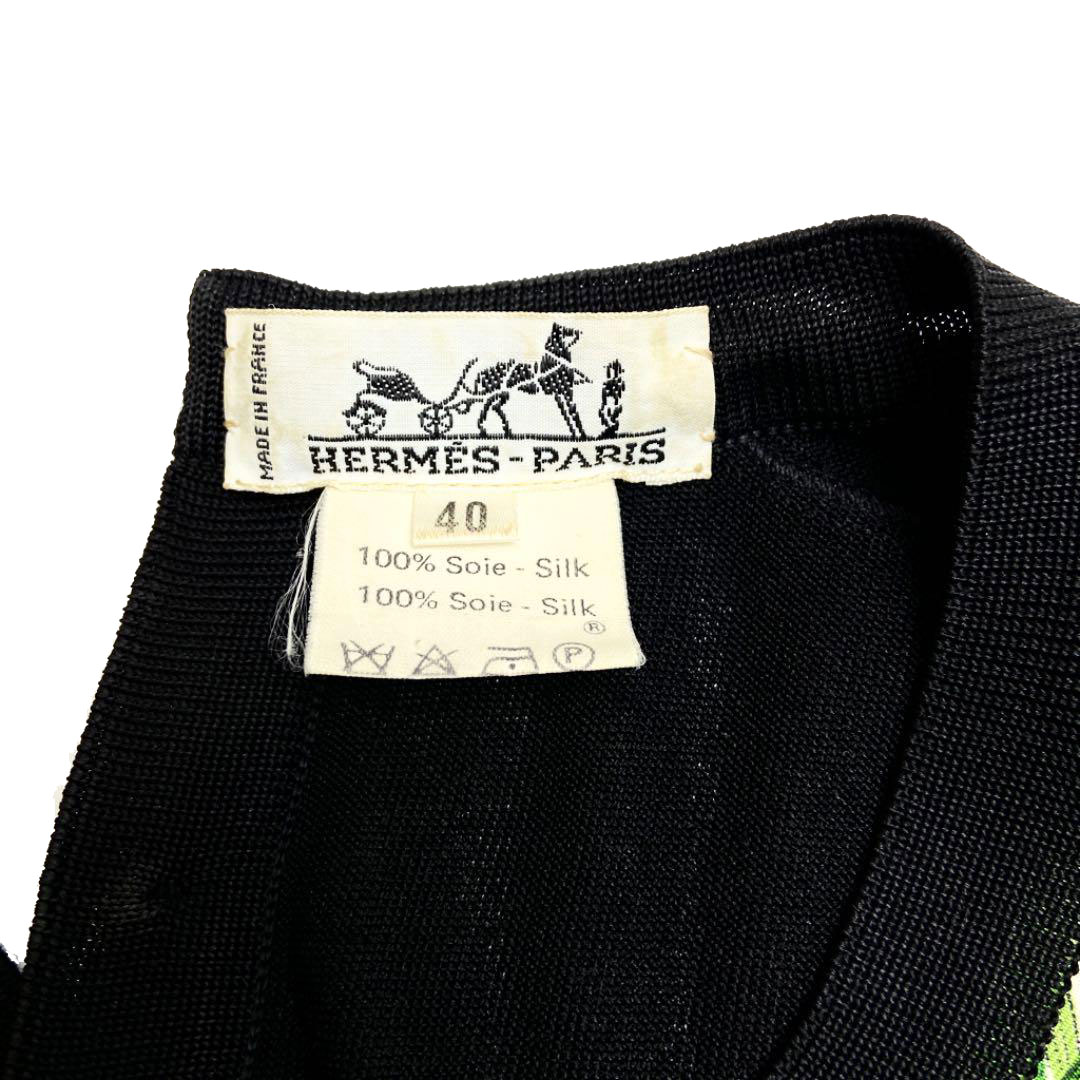 MADE IN FRANCE
HERMÈS-PARIS
40
100% Soie - Silk
100% Soie - Silk
®
P